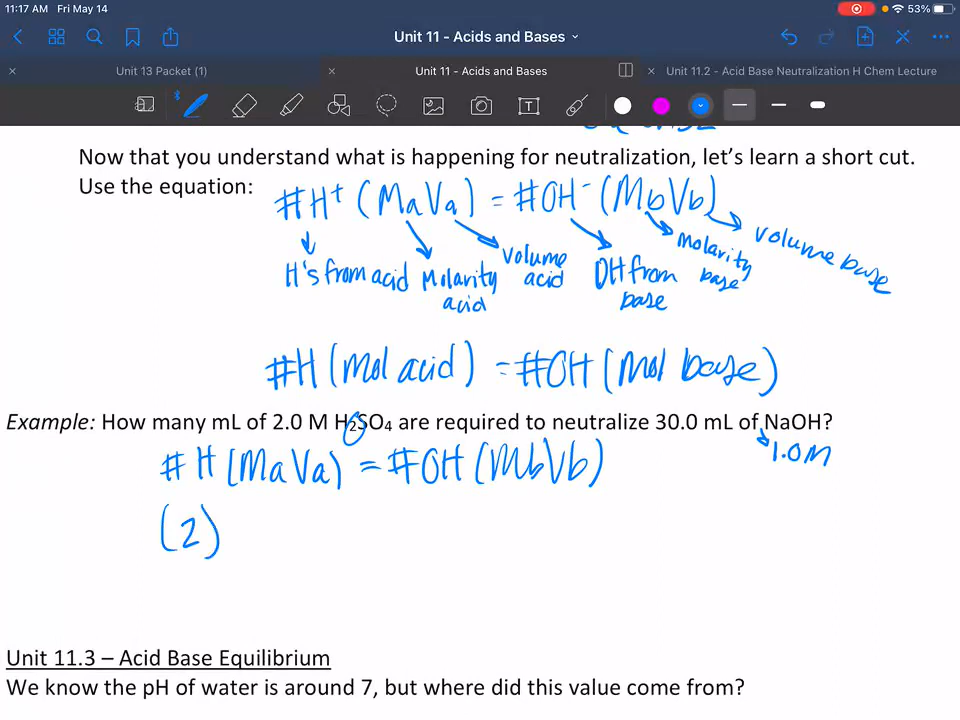 11:17 AM Fri May 14
53%
Unit 11 - Acids and Bases
Unit 13 Packet (1)
Unit 11 - Acids and Bases
Unit 11.2 - Acid Base Neutralization H Chem Lecture
Now that you understand what is happening for neutralization, let's learn a short cut.
Use the equation:
#H⁺ (MaVa) = #OH⁻ (MbVb)
H's from acid
Molarity acid
Volume acid
OH from base
Molarity base
Volume base
#H (mol acid) = #OH (mol base)
Example: How many mL of 2.0 M H₂SO₄ are required to neutralize 30.0 mL of NaOH?
1.0M
#H (MaVa) = #OH (MbVb)
(2)
Unit 11.3 – Acid Base Equilibrium
We know the pH of water is around 7, but where did this value come from?